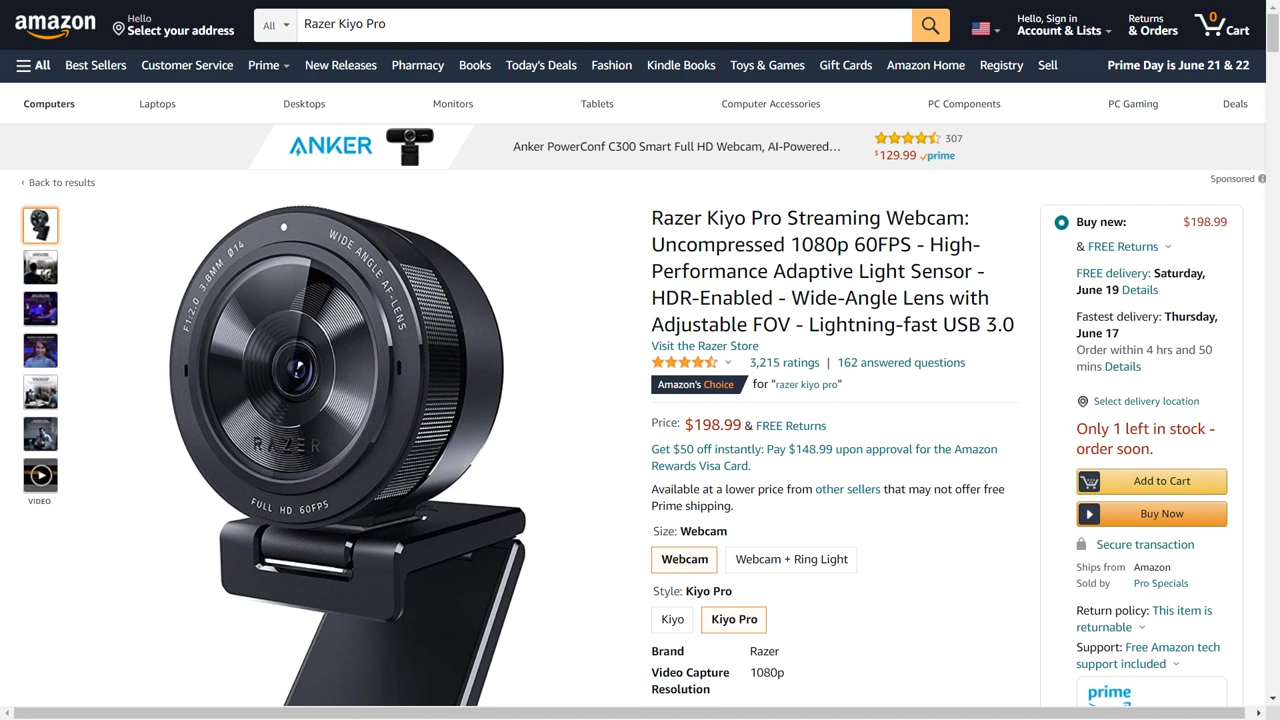 amazon
Hello
Select your address
All
Razer Kiyo Pro
Hello, Sign in
Account & Lists
Returns
& Orders
0
Cart
All
Best Sellers
Customer Service
Prime
New Releases
Pharmacy
Books
Today's Deals
Fashion
Kindle Books
Toys & Games
Gift Cards
Amazon Home
Registry
Sell
Prime Day is June 21 & 22
Computers
Laptops
Desktops
Monitors
Tablets
Computer Accessories
PC Components
PC Gaming
Deals
ANKER
Anker PowerConf C300 Smart Full HD Webcam, AI-Powered…
307
$129.99 prime
Sponsored
‹ Back to results
VIDEO
F1:2.0 3.8MM Ø14
WIDE ANGLE AF-LENS
RAZER
FULL HD 60FPS
Razer Kiyo Pro Streaming Webcam:
Uncompressed 1080p 60FPS - High-
Performance Adaptive Light Sensor -
HDR-Enabled - Wide-Angle Lens with
Adjustable FOV - Lightning-fast USB 3.0
Visit the Razer Store
3,215 ratings | 162 answered questions
Amazon's Choice for "razer kiyo pro"
Price: $198.99 & FREE Returns
Get $50 off instantly: Pay $148.99 upon approval for the Amazon
Rewards Visa Card.
Available at a lower price from other sellers that may not offer free
Prime shipping.
Size: Webcam
Webcam
Webcam + Ring Light
Style: Kiyo Pro
Kiyo
Kiyo Pro
Brand Razer
Video Capture 1080p
Resolution
Buy new: $198.99
& FREE Returns
FREE delivery: Saturday,
June 19 Details
Fastest delivery: Thursday,
June 17
Order within 4 hrs and 50
mins Details
Select delivery location
Only 1 left in stock -
order soon.
Add to Cart
Buy Now
Secure transaction
Ships from Amazon
Sold by Pro Specials
Return policy: This item is
returnable
Support: Free Amazon tech
support included
prime